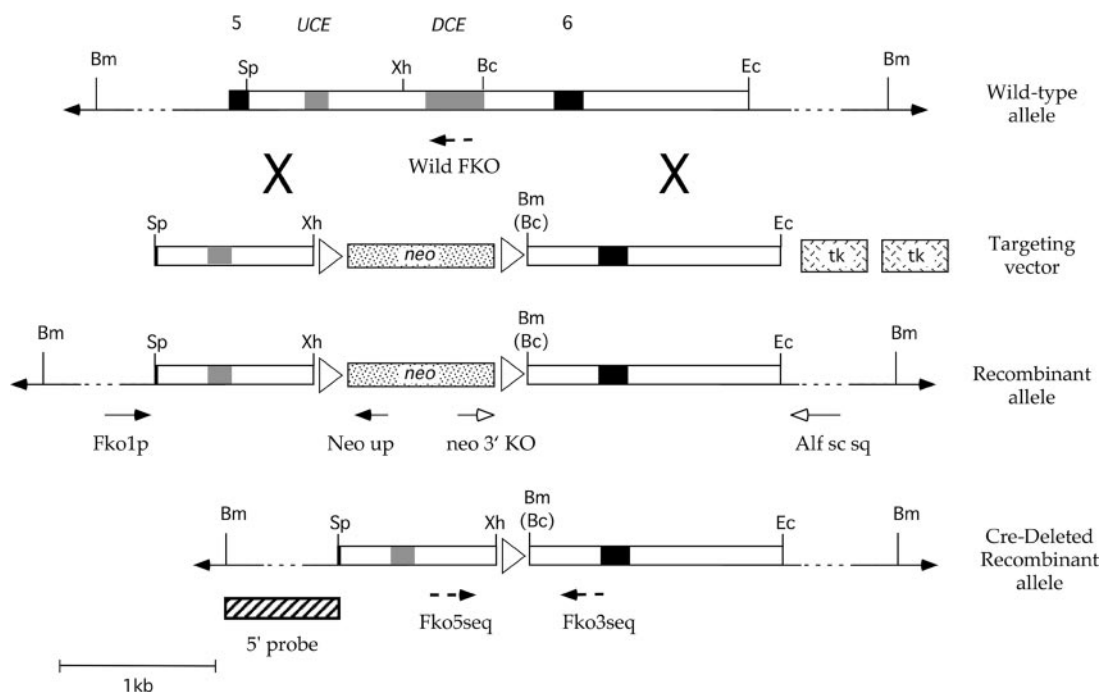 5 UCE DCE 6
Bm Sp Xh Bc Ec Bm
Wild-type
allele
Wild FKO
X X
Sp Xh Bm
(Bc) Ec
neo tk tk
Targeting
vector
Bm Sp Xh Bm
(Bc) Ec Bm
neo
Recombinant
allele
Fko1p Neo up neo 3' KO Alf sc sq
Bm Sp Xh Bm
(Bc) Ec Bm
Cre-Deleted
Recombinant
allele
Fko5seq Fko3seq
5' probe
1kb